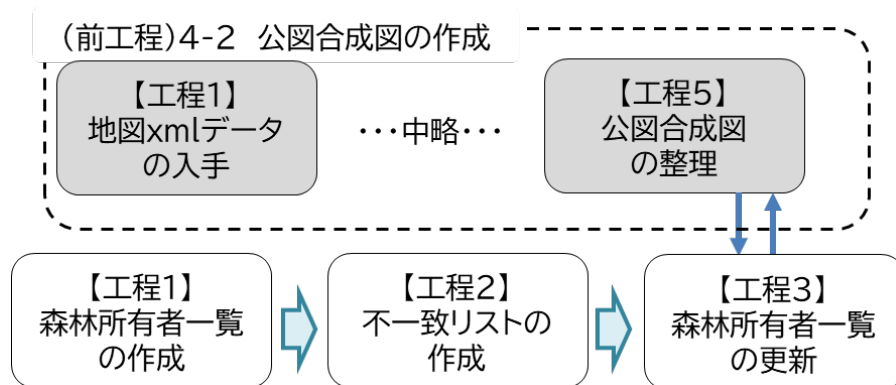 (前工程)4-2 公図合成図の作成
【工程1】
地図xmlデータ
の入手
・・・中略・・・
【工程5】
公図合成図
の整理
【工程1】
森林所有者一覧
の作成
【工程2】
不一致リストの
作成
【工程3】
森林所有者一覧
の更新